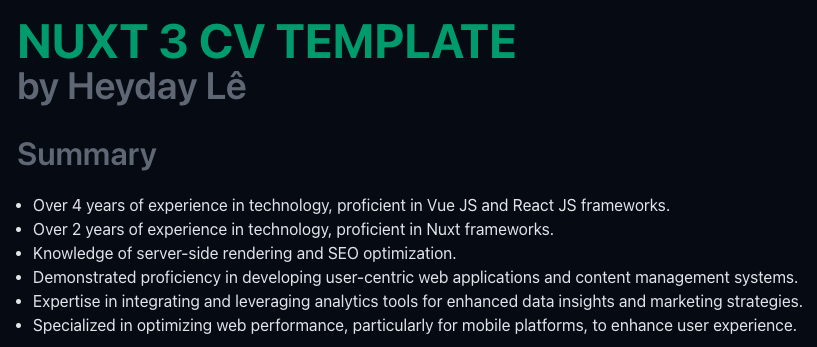 NUXT 3 CV TEMPLATE
by Heyday Lê
Summary
• Over 4 years of experience in technology, proficient in Vue JS and React JS frameworks.
• Over 2 years of experience in technology, proficient in Nuxt frameworks.
• Knowledge of server-side rendering and SEO optimization.
• Demonstrated proficiency in developing user-centric web applications and content management systems.
• Expertise in integrating and leveraging analytics tools for enhanced data insights and marketing strategies.
• Specialized in optimizing web performance, particularly for mobile platforms, to enhance user experience.